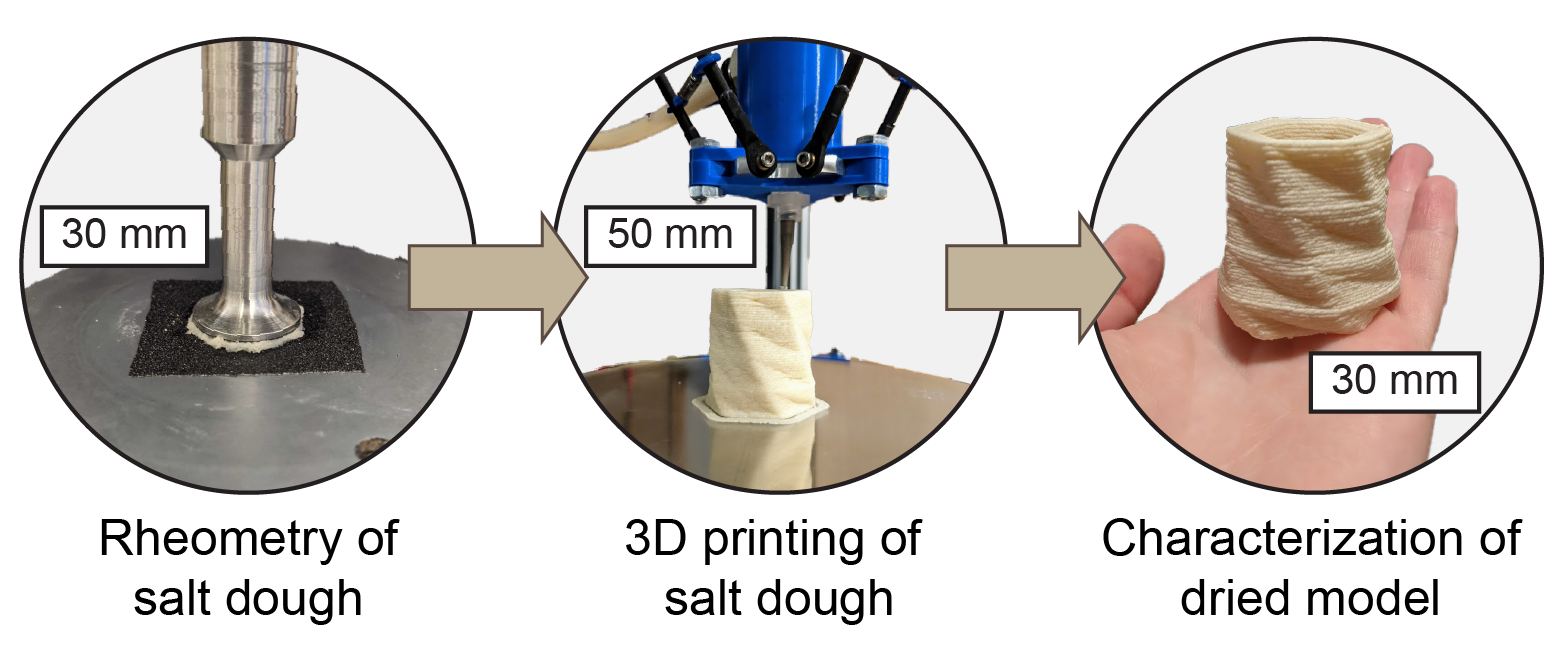 30 mm
50 mm
30 mm
Rheometry of
salt dough
3D printing of
salt dough
Characterization of
dried model